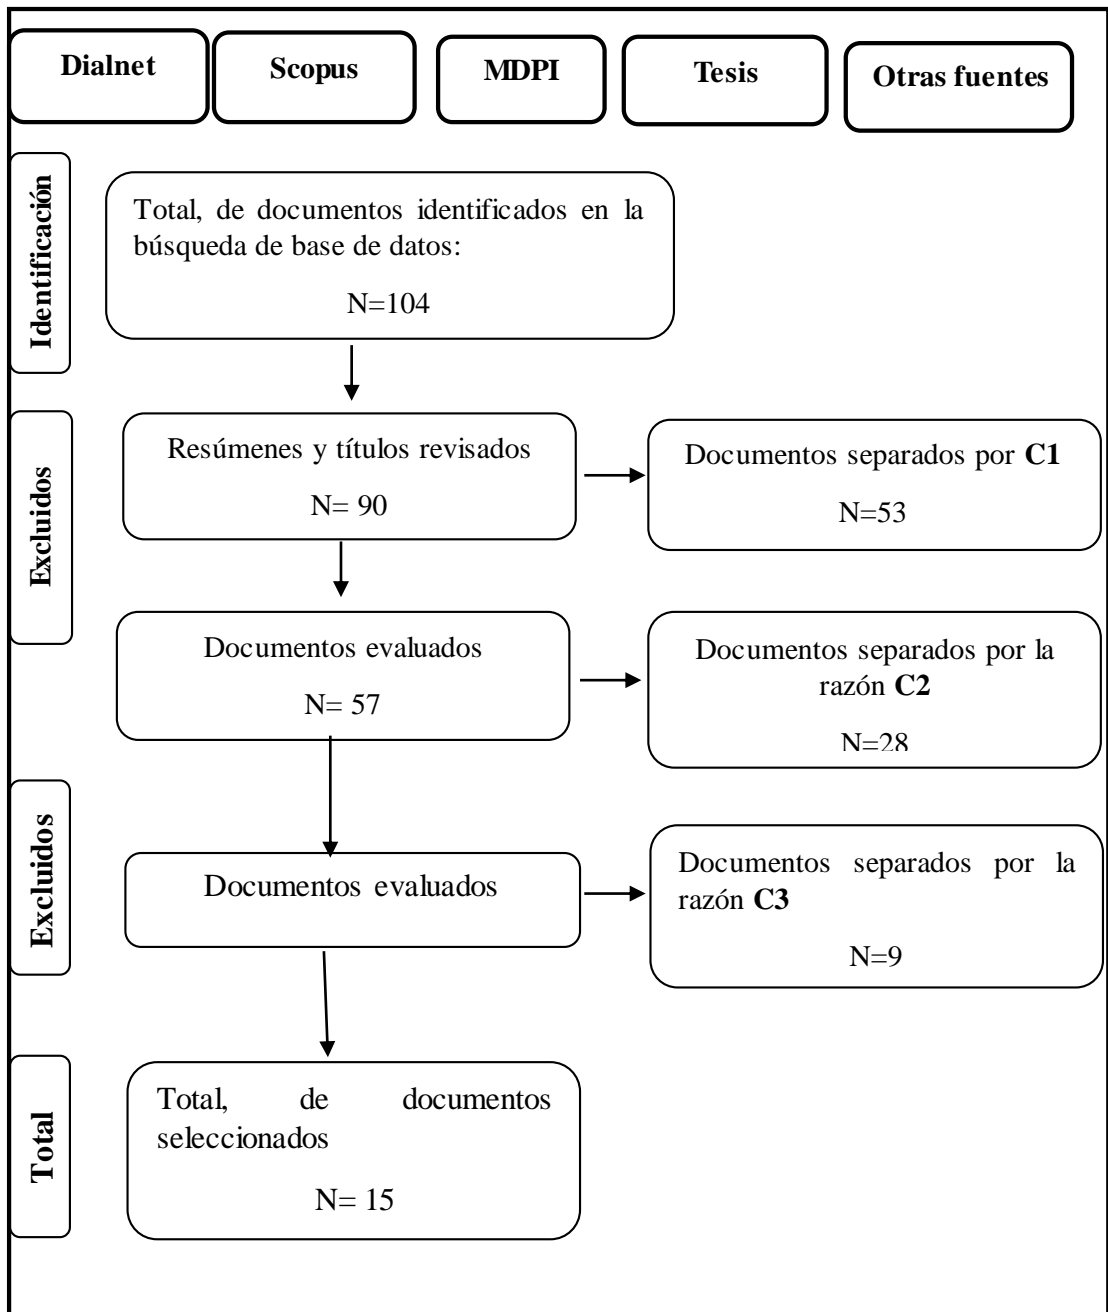 Dialnet
Scopus
MDPI
Tesis
Otras fuentes
Identificación
Total, de documentos identificados en la
búsqueda de base de datos:
N=104
Excluidos
Resúmenes y títulos revisados
N= 90
Documentos separados por C1
N=53
Documentos evaluados
N= 57
Documentos separados por la
razón C2
N=28
Excluidos
Documentos evaluados
Documentos separados por la
razón C3
N=9
Total
Total, de documentos
seleccionados
N= 15